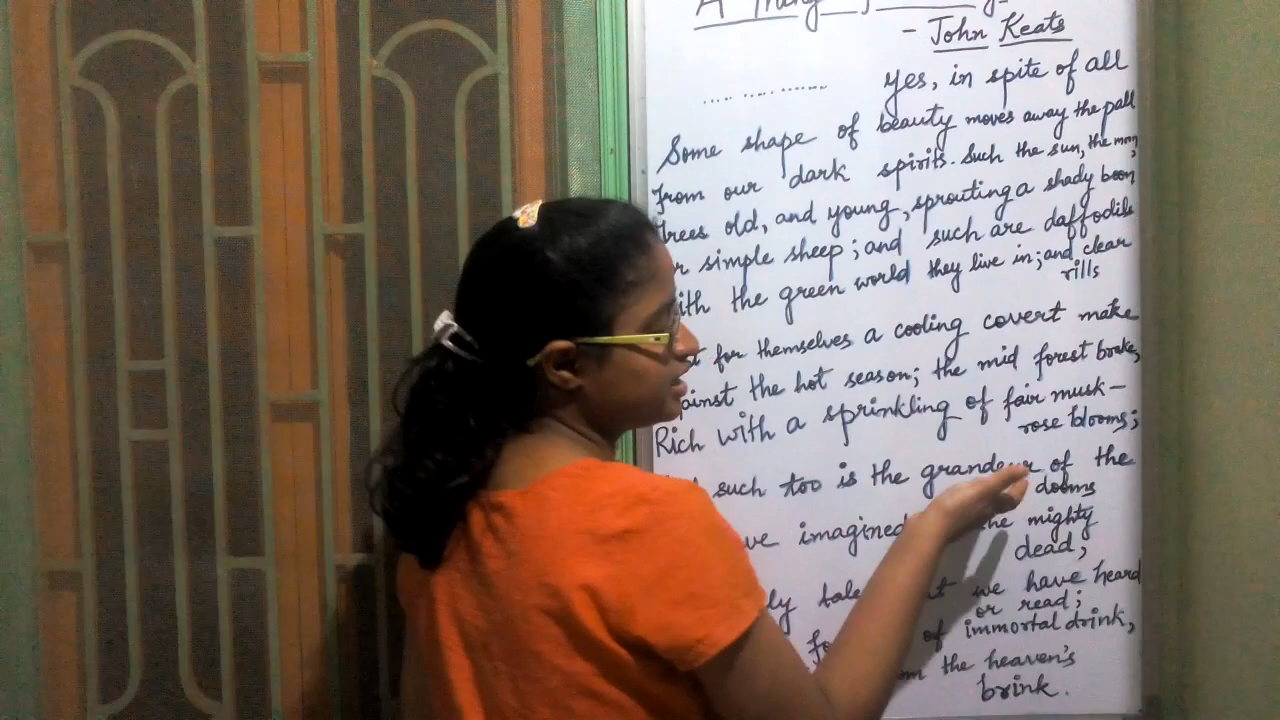 A Thing
- John Keats
..... ..... ....... yes, in spite of all
Some shape of beauty moves away the pall
From our dark spirits. Such the sun, the moon,
Trees old, and young, sprouting a shady boon
simple sheep; and such are daffodils
with the green world they live in; and clear
rills
for themselves a cooling covert make
against the hot season; the mid forest brake,
Rich with a sprinkling of fair musk-
rose blooms;
such too is the grandeur of the
dooms
imagined the mighty
dead,
we have heard
or read;
of immortal drink,
the heaven's
brink.